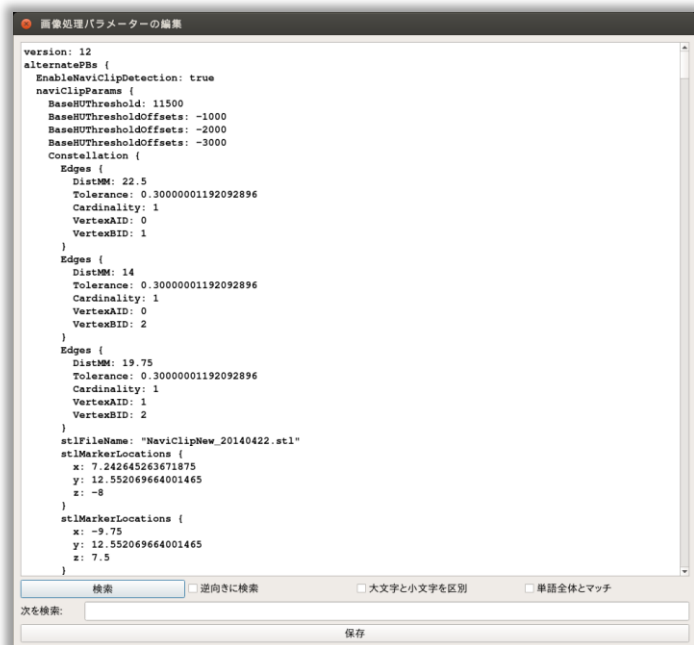 画像処理パラメーターの編集
version: 12
alternatePBs {
EnableNaviClipDetection: true
naviClipParams {
BaseHUThreshold: 11500
BaseHUThresholdOffsets: -1000
BaseHUThresholdOffsets: -2000
BaseHUThresholdOffsets: -3000
Constellation {
Edges {
DistMM: 22.5
Tolerance: 0.30000001192092896
Cardinality: 1
VertexAID: 0
VertexBID: 1
}
Edges {
DistMM: 14
Tolerance: 0.30000001192092896
Cardinality: 1
VertexAID: 0
VertexBID: 2
}
Edges {
DistMM: 19.75
Tolerance: 0.30000001192092896
Cardinality: 1
VertexAID: 1
VertexBID: 2
}
stlFileName: "NaviClipNew_20140422.stl"
stlMarkerLocations {
x: 7.242645263671875
y: 12.552069664001465
z: -8
}
stlMarkerLocations {
x: -9.75
y: 12.552069664001465
z: 7.5
}
検索 逆向きに検索 大文字と小文字を区別 単語全体とマッチ
次を検索:
保存